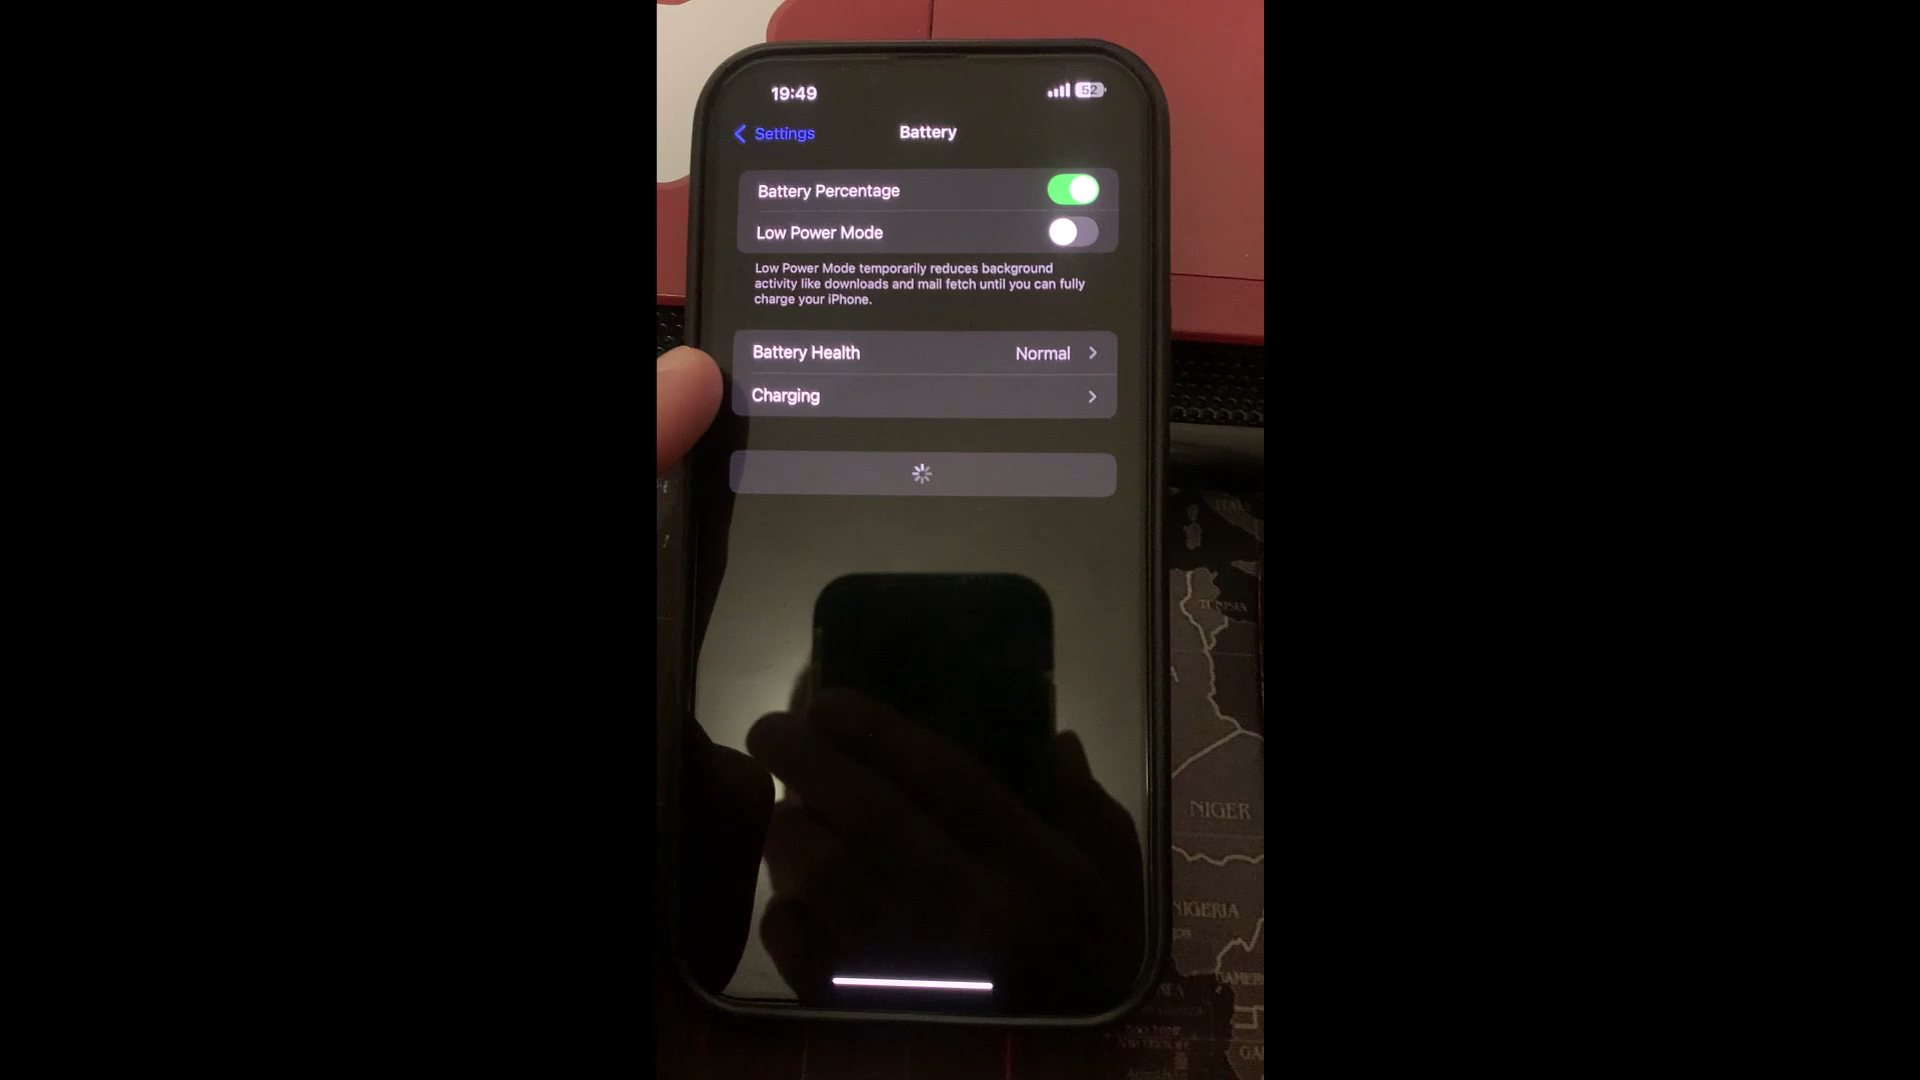 19:49
52
Settings
Battery
Battery Percentage
Low Power Mode
Low Power Mode temporarily reduces background
activity like downloads and mail fetch until you can fully
charge your iPhone.
Battery Health
Normal
Charging
TUNISIA
NIGER
NIGERIA